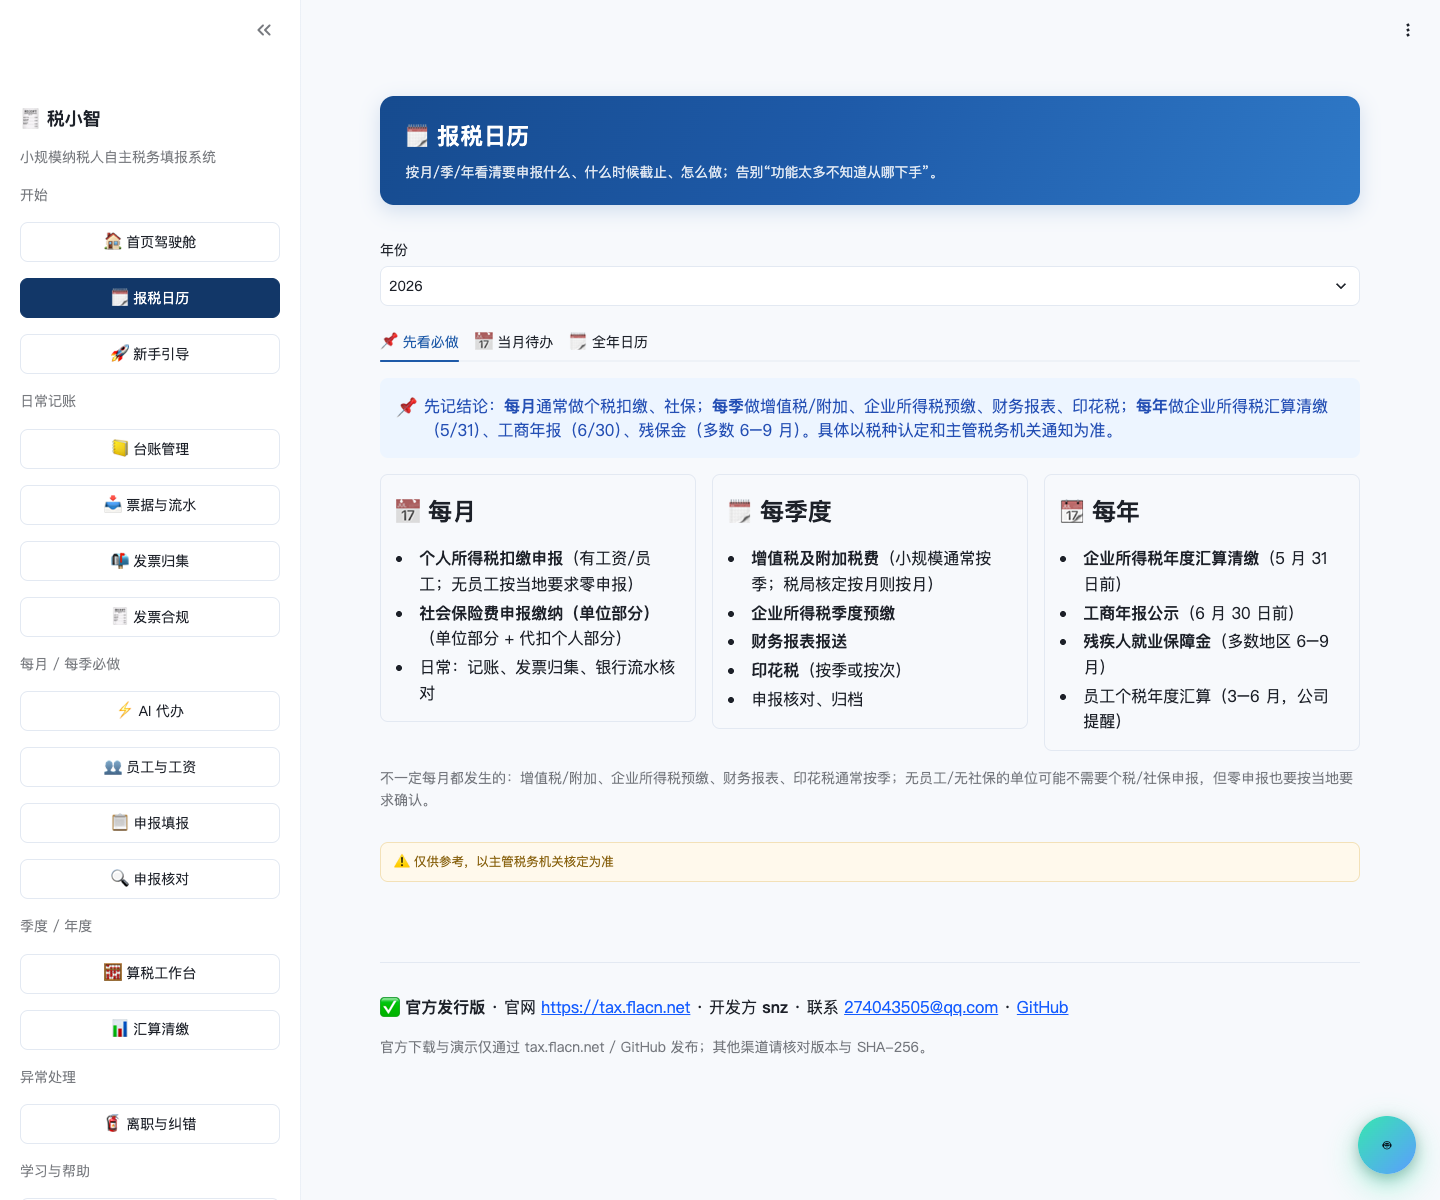 税小智
小规模纳税人自主税务填报系统
开始
首页驾驶舱
报税日历
新手引导
日常记账
台账管理
票据与流水
发票归集
发票合规
每月 / 每季必做
AI 代办
员工与工资
申报填报
申报核对
季度 / 年度
算税工作台
汇算清缴
异常处理
离职与纠错
学习与帮助
报税日历
按月/季/年看清要申报什么、什么时候截止、怎么做；告别“功能太多不知道从哪下手”。
年份
2026
先看必做
当月待办
全年日历
先记结论：每月通常做个税扣缴、社保；每季做增值税/附加、企业所得税预缴、财务报表、印花税；每年做企业所得税汇算清缴
（5/31）、工商年报（6/30）、残保金（多数 6–9 月）。具体以税种认定和主管税务机关通知为准。
每月
• 个人所得税扣缴申报（有工资/员
工；无员工按当地要求零申报）
• 社会保险费申报缴纳（单位部分）
（单位部分 + 代扣个人部分）
• 日常：记账、发票归集、银行流水核
对
每季度
• 增值税及附加税费（小规模通常按
季；税局核定按月则按月）
• 企业所得税季度预缴
• 财务报表报送
• 印花税（按季或按次）
• 申报核对、归档
每年
• 企业所得税年度汇算清缴（5 月 31
日前）
• 工商年报公示（6 月 30 日前）
• 残疾人就业保障金（多数地区 6–9
月）
• 员工个税年度汇算（3–6 月，公司
提醒）
不一定每月都发生的：增值税/附加、企业所得税预缴、财务报表、印花税通常按季；无员工/无社保的单位可能不需要个税/社保申报，但零申报也要按当地要
求确认。
仅供参考，以主管税务机关核定为准
官方发行版 · 官网 https://tax.flacn.net · 开发方 snz · 联系 274043505@qq.com · GitHub
官方下载与演示仅通过 tax.flacn.net / GitHub 发布；其他渠道请核对版本与 SHA-256。